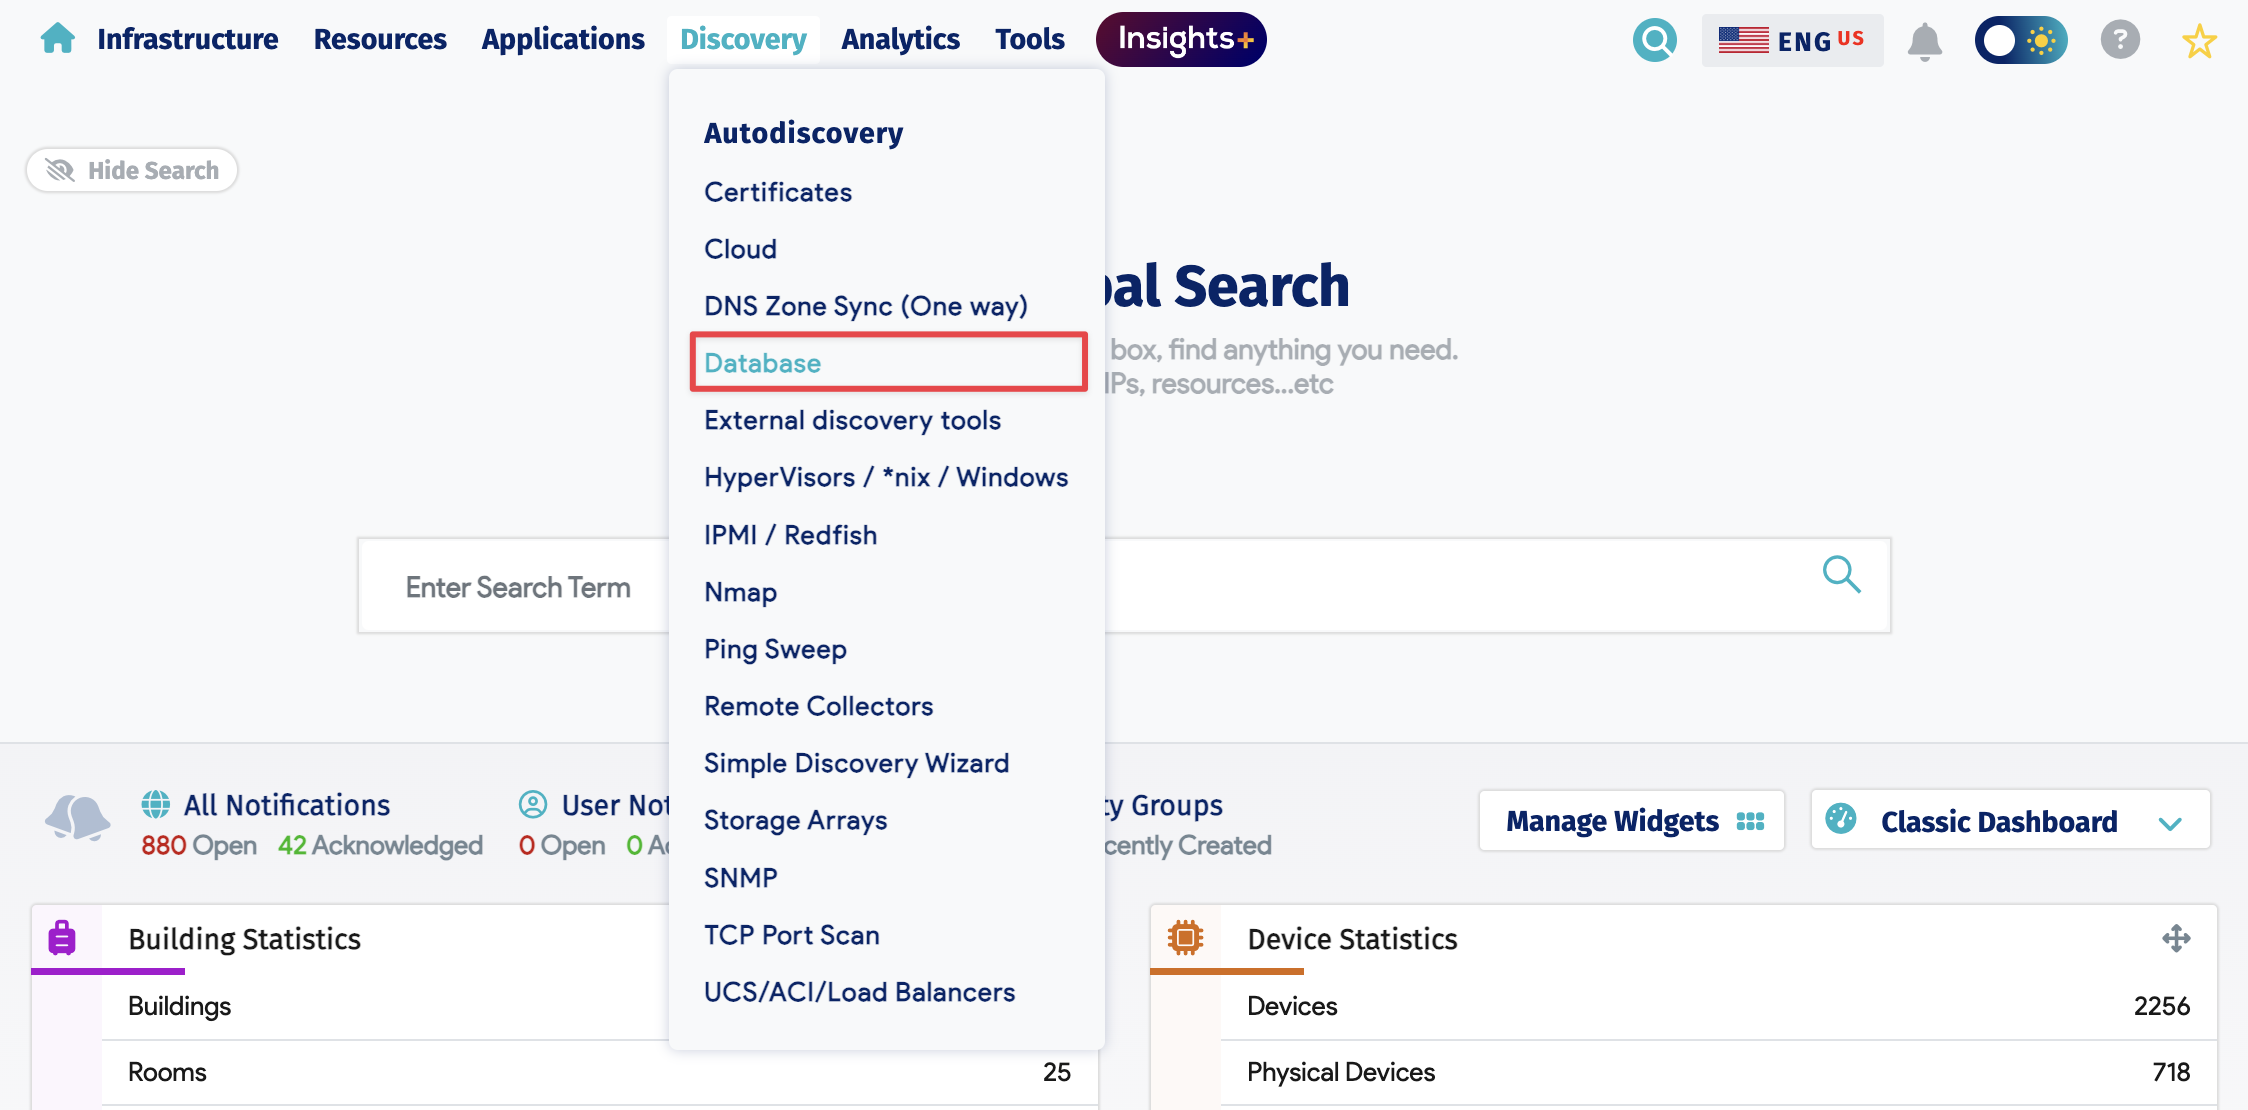 Infrastructure Resources Applications Discovery Analytics Tools Insights+ ENG US ?
Hide Search
Autodiscovery
Certificates
Cloud
DNS Zone Sync (One way)
Database
External discovery tools
HyperVisors / *nix / Windows
IPMI / Redfish
Nmap
Ping Sweep
Remote Collectors
Simple Discovery Wizard
Storage Arrays
SNMP
TCP Port Scan
UCS/ACI/Load Balancers
Search
box, find anything you need.
IPs, resources...etc
Enter Search Term
All Notifications
880 Open 42 Acknowledged
User
0 Open 0
Groups
Created
Manage Widgets
Classic Dashboard
Building Statistics
Buildings
Rooms 25
Device Statistics
Devices 2256
Physical Devices 718